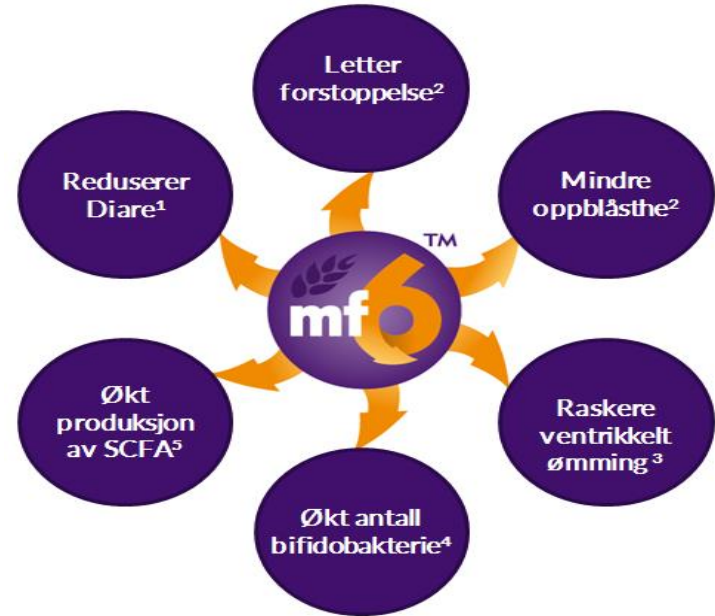 Letter
forstoppelse²
Reduserer
Diare¹
Mindre
oppblåsthe²
TM
mf6
Økt
produksjon
av SCFA⁵
Raskere
ventrikkelt
ømming ³
Økt antall
bifidobakterie⁴